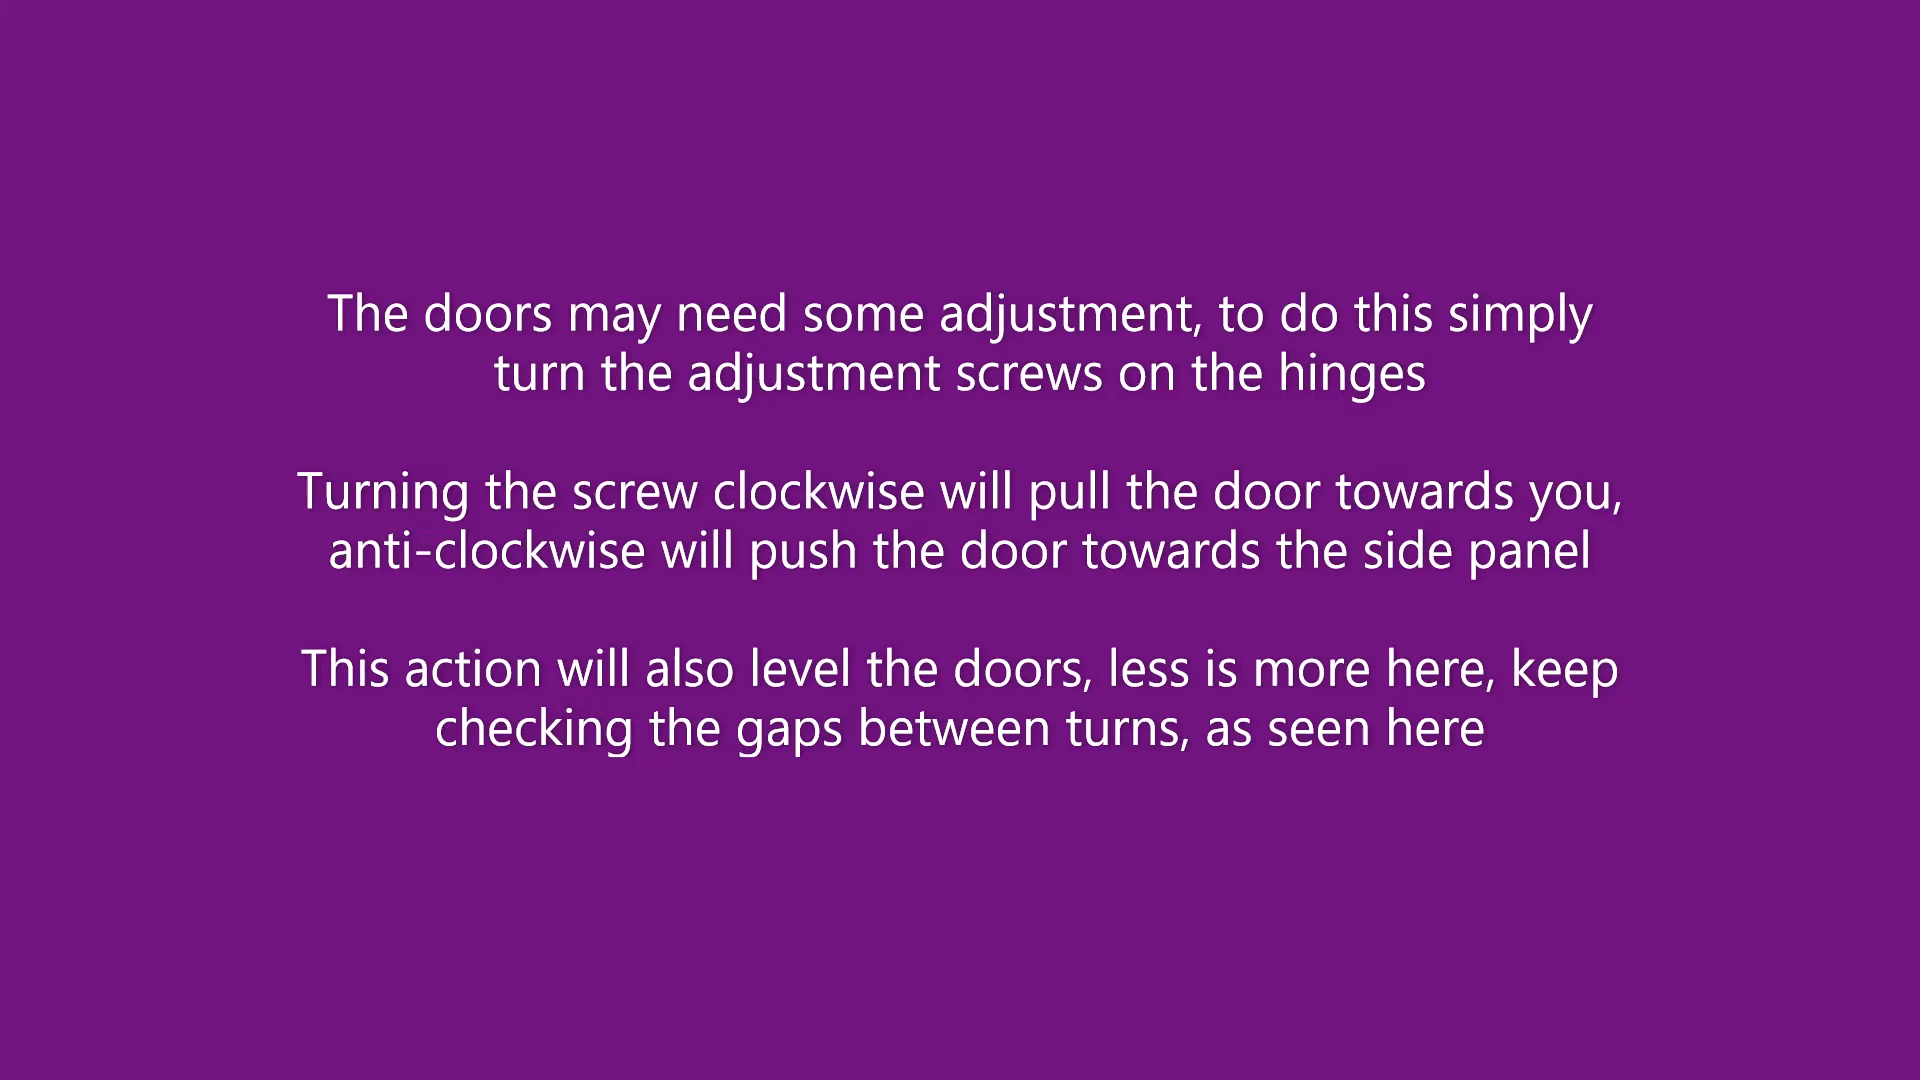 The doors may need some adjustment, to do this simply
turn the adjustment screws on the hinges
Turning the screw clockwise will pull the door towards you,
anti-clockwise will push the door towards the side panel
This action will also level the doors, less is more here, keep
checking the gaps between turns, as seen here